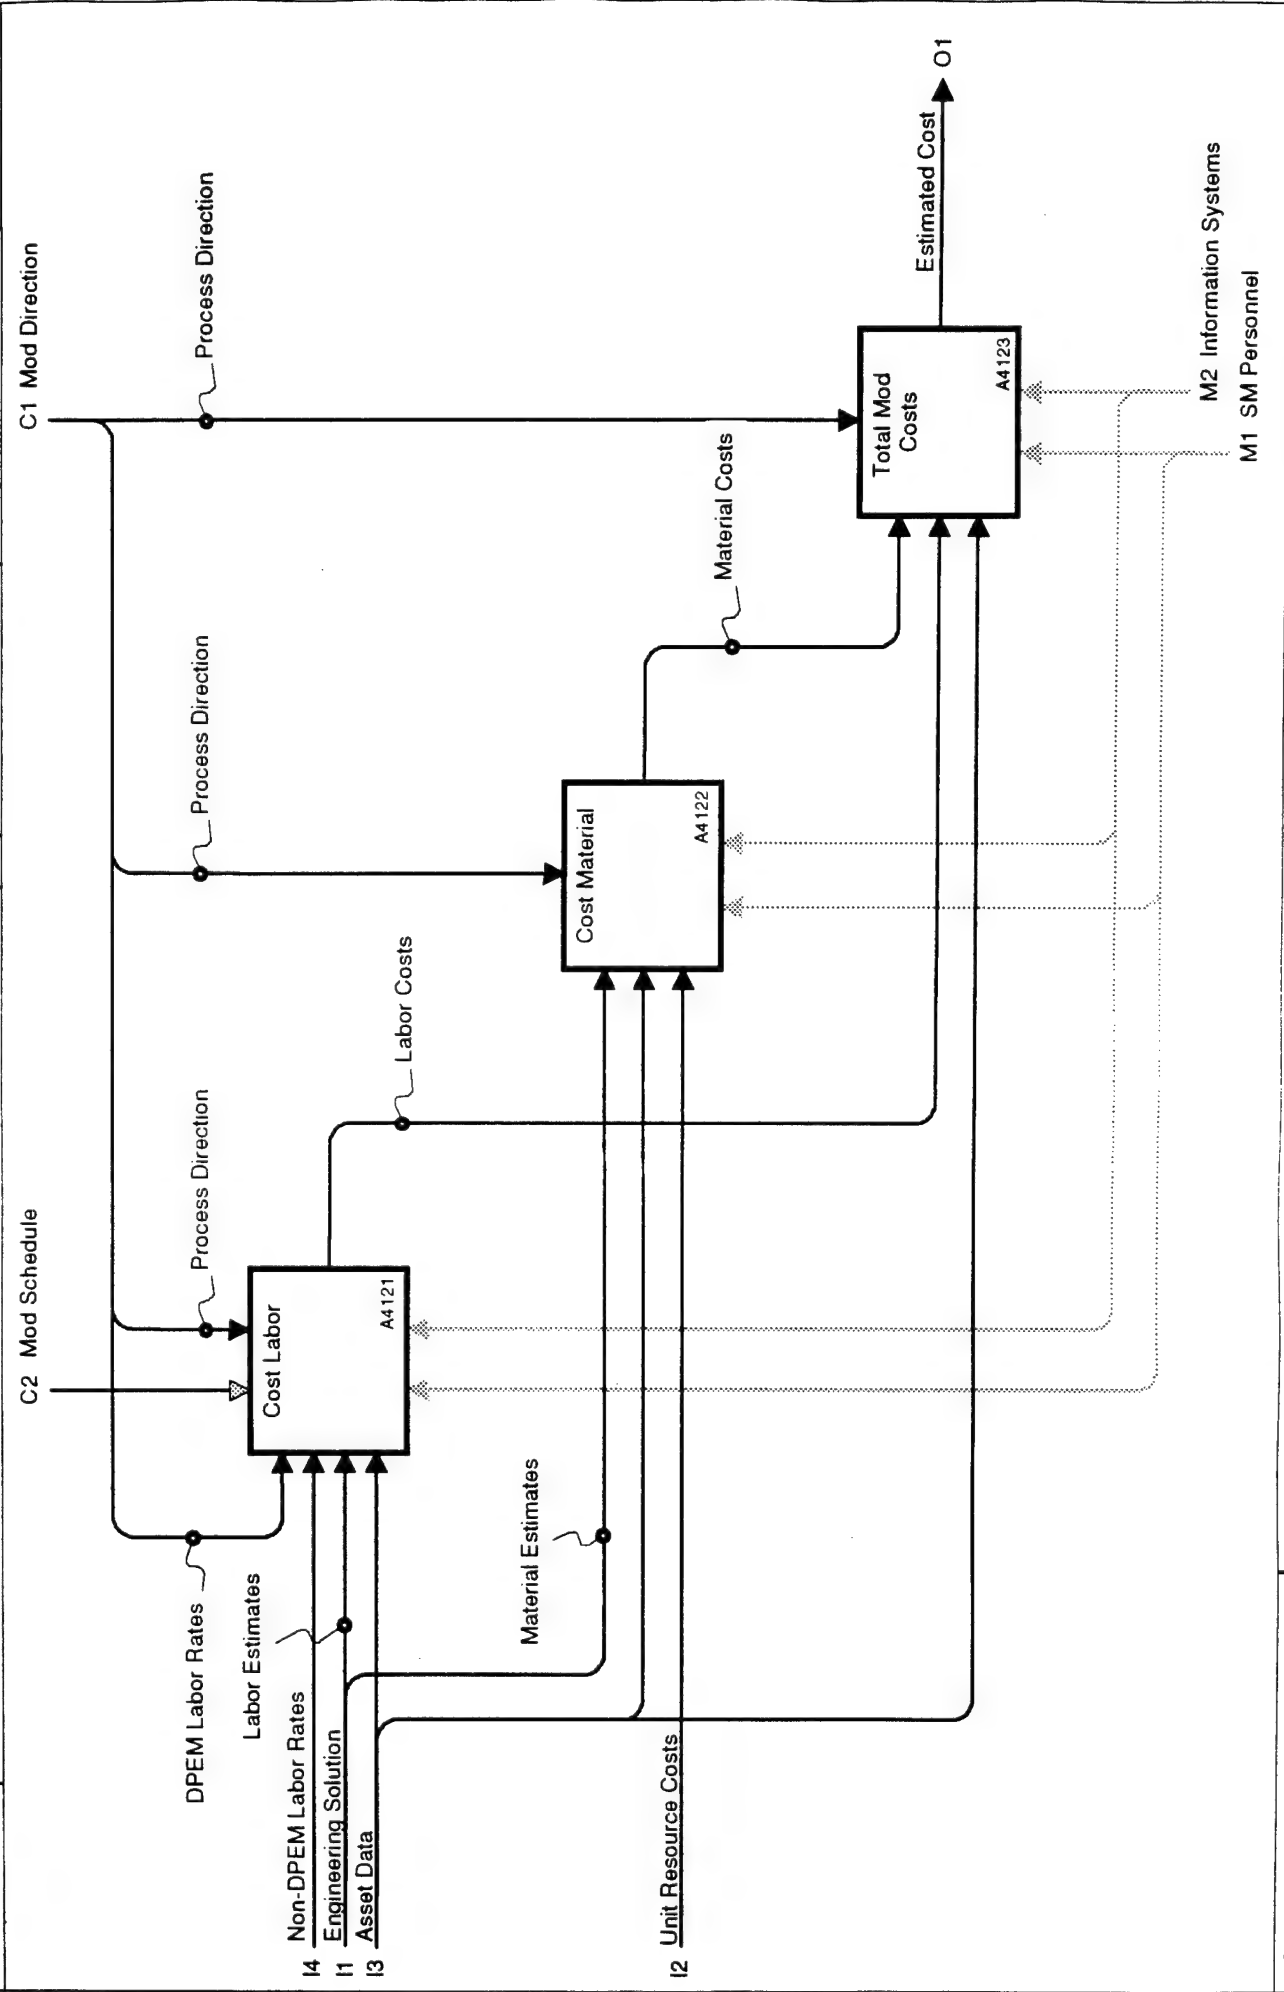 C2 Mod Schedule
C1 Mod Direction
Process Direction
Process Direction
Process Direction
DPEM Labor Rates
Labor Estimates
I4 Non-DPEM Labor Rates
I1 Engineering Solution
I3 Asset Data
Cost Labor
A4121
Labor Costs
Material Estimates
I2 Unit Resource Costs
Cost Material
A4122
Material Costs
Total Mod
Costs
A4123
Estimated Cost
O1
M2 Information Systems
M1 SM Personnel